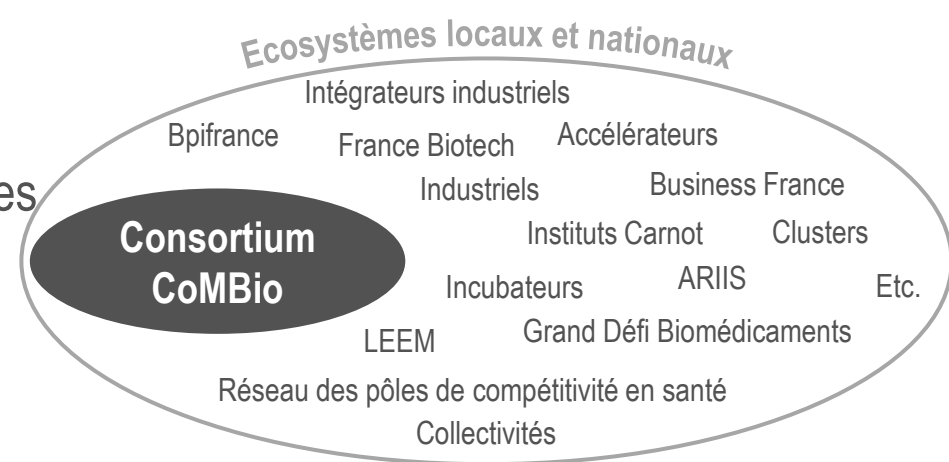 Ecosystèmes locaux et nationaux
Intégrateurs industriels
Bpifrance
France Biotech
Accélérateurs
es
Industriels
Business France
Consortium
CoMBio
Instituts Carnot
Clusters
Incubateurs
ARIIS
Etc.
LEEM
Grand Défi Biomédicaments
Réseau des pôles de compétitivité en santé
Collectivités